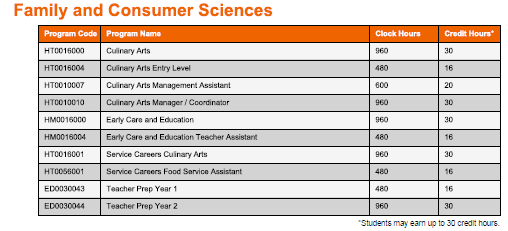 Family and Consumer Sciences
Program Code Program Name Clock Hours Credit Hours*
HT0016000 Culinary Arts 960 30
HT0016004 Culinary Arts Entry Level 480 16
HT0010007 Culinary Arts Management Assistant 600 20
HT0010010 Culinary Arts Manager / Coordinator 960 30
HM0016000 Early Care and Education 960 30
HM0016004 Early Care and Education Teacher Assistant 480 16
HT0016001 Service Careers Culinary Arts 960 30
HT0056001 Service Careers Food Service Assistant 480 16
ED0030043 Teacher Prep Year 1 480 16
ED0030044 Teacher Prep Year 2 960 30
*Students may earn up to 30 credit hours.